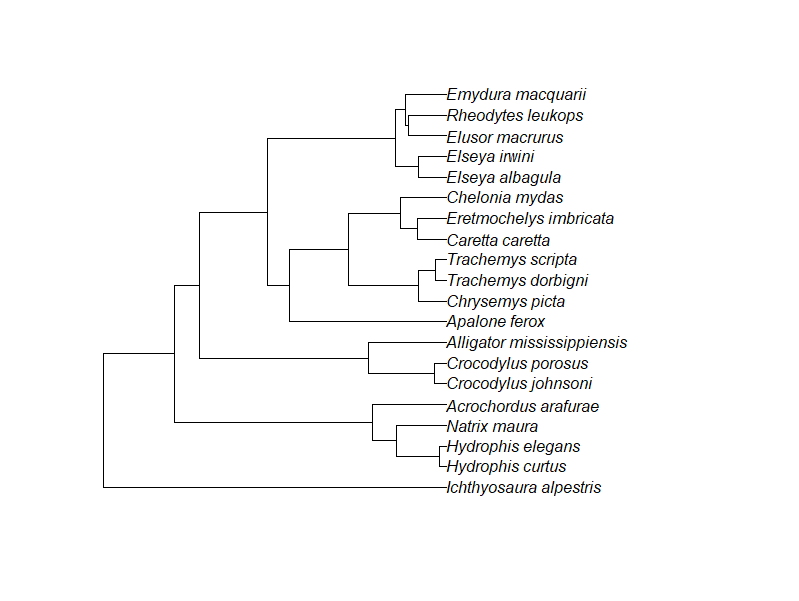 Emydura macquarii
Rheodytes leukops
Elusor macrurus
Elseya irwini
Elseya albagula
Chelonia mydas
Eretmochelys imbricata
Caretta caretta
Trachemys scripta
Trachemys dorbigni
Chrysemys picta
Apalone ferox
Alligator mississippiensis
Crocodylus porosus
Crocodylus johnsoni
Acrochordus arafurae
Natrix maura
Hydrophis elegans
Hydrophis curtus
Ichthyosaura alpestris